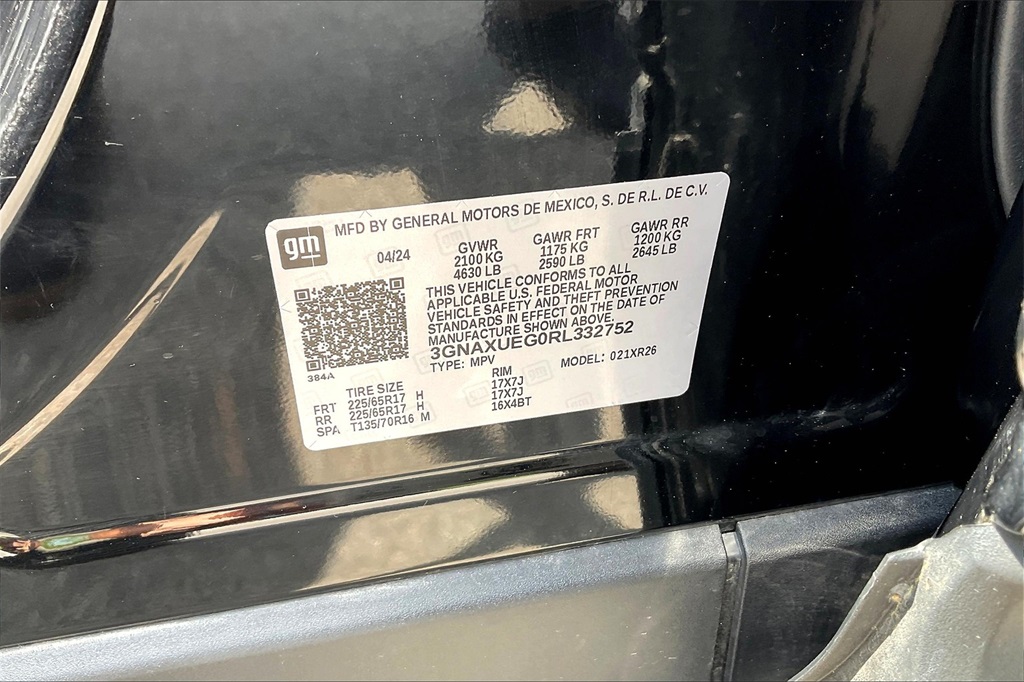 gm
MFD BY GENERAL MOTORS DE MEXICO, S. DE R.L. DE C.V.
04/24 GVWR GAWR FRT GAWR RR
2100 KG 1175 KG 1200 KG
4630 LB 2590 LB 2645 LB
THIS VEHICLE CONFORMS TO ALL
APPLICABLE U.S. FEDERAL MOTOR
VEHICLE SAFETY AND THEFT PREVENTION
STANDARDS IN EFFECT ON THE DATE OF
MANUFACTURE SHOWN ABOVE.
3GNAXUEG0RL332752
TYPE: MPV MODEL: 021XR26
384A
TIRE SIZE RIM
FRT 225/65R17 H 17X7J
RR 225/65R17 H 17X7J
SPA T135/70R16 M 16X4BT